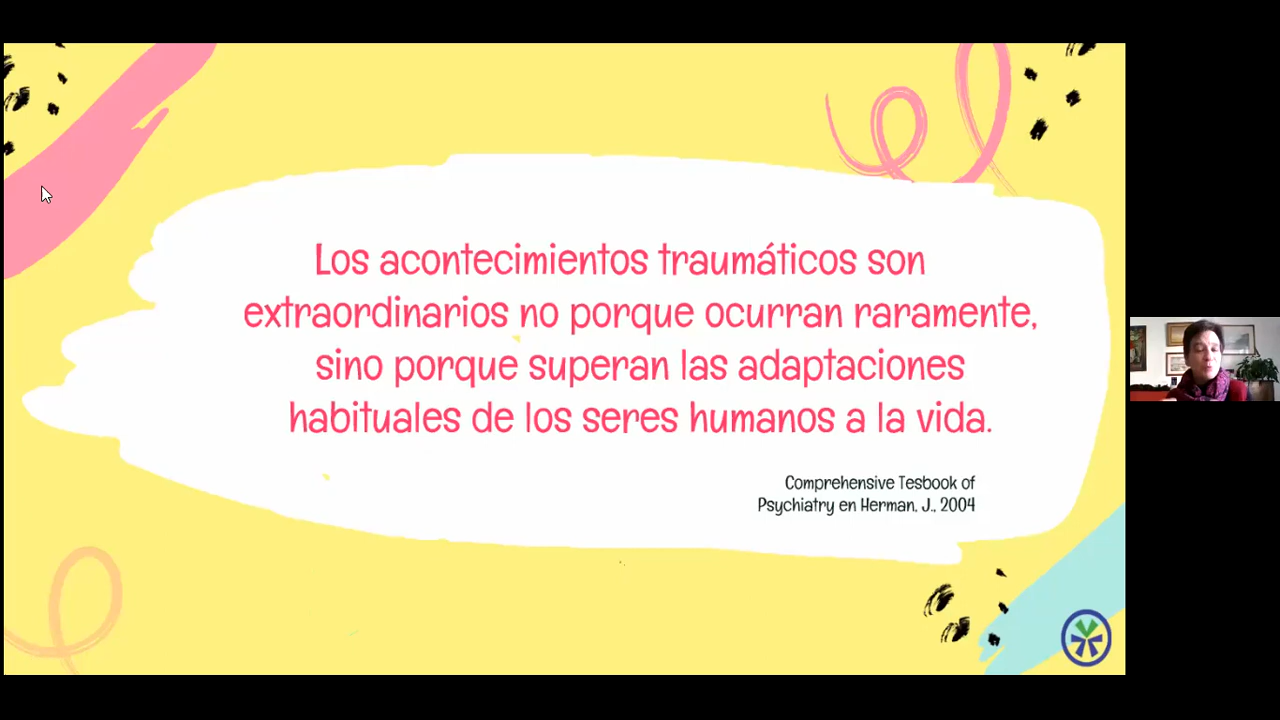 Los acontecimientos traumáticos son
extraordinarios no porque ocurran raramente,
sino porque superan las adaptaciones
habituales de los seres humanos a la vida.
Comprehensive Tesbook of
Psychiatry en Herman, J., 2004